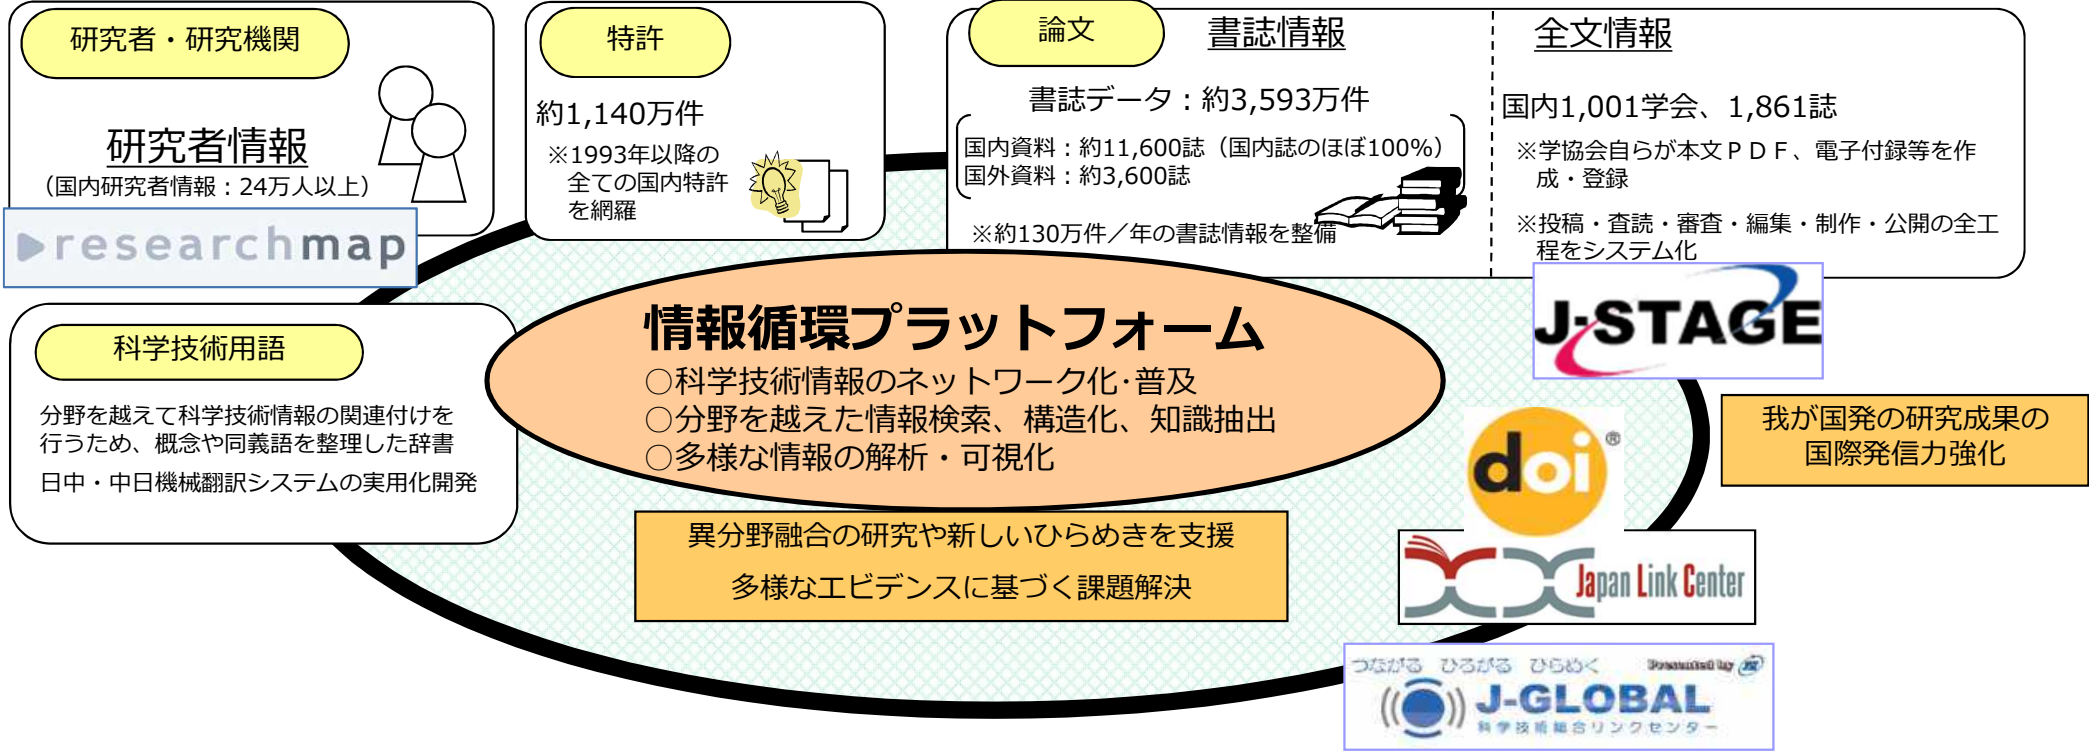 研究者・研究機関
研究者情報
（国内研究者情報：24万人以上）
researchmap
特許
約1,140万件
※1993年以降の
全ての国内特許
を網羅
論文
書誌情報
書誌データ：約3,593万件
国内資料：約11,600誌（国内誌のほぼ100%）
国外資料：約3,600誌
※約130万件／年の書誌情報を整備
全文情報
国内1,001学会、1,861誌
※学協会自らが本文ＰＤＦ、電子付録等を作
成・登録
※投稿・査読・審査・編集・制作・公開の全工
程をシステム化
J-STAGE
科学技術用語
分野を越えて科学技術情報の関連付けを
行うため、概念や同義語を整理した辞書
日中・中日機械翻訳システムの実用化開発
情報循環プラットフォーム
○科学技術情報のネットワーク化･普及
○分野を越えた情報検索、構造化、知識抽出
○多様な情報の解析・可視化
異分野融合の研究や新しいひらめきを支援
多様なエビデンスに基づく課題解決
doi®
Japan Link Center
我が国発の研究成果の
国際発信力強化
つながる ひろがる ひらめく Presented by
J-GLOBAL
科学技術総合リンクセンター